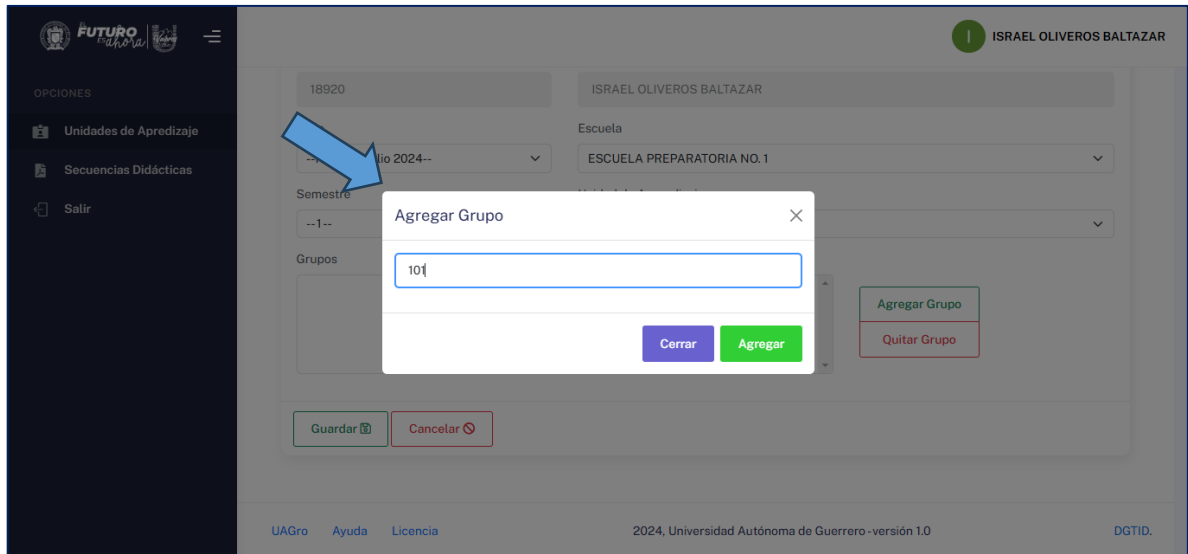 EL FUTURO ES ahora
ISRAEL OLIVEROS BALTAZAR
OPCIONES
Unidades de Apredizaje
Secuencias Didácticas
Salir
18920
ISRAEL OLIVEROS BALTAZAR
Escuela
lio 2024--
ESCUELA PREPARATORIA NO. 1
Semestre
--1--
Agregar Grupo
Grupos
101
Agregar Grupo
Quitar Grupo
Cerrar
Agregar
Guardar
Cancelar
UAGro
Ayuda
Licencia
2024, Universidad Autónoma de Guerrero - versión 1.0
DGTID.